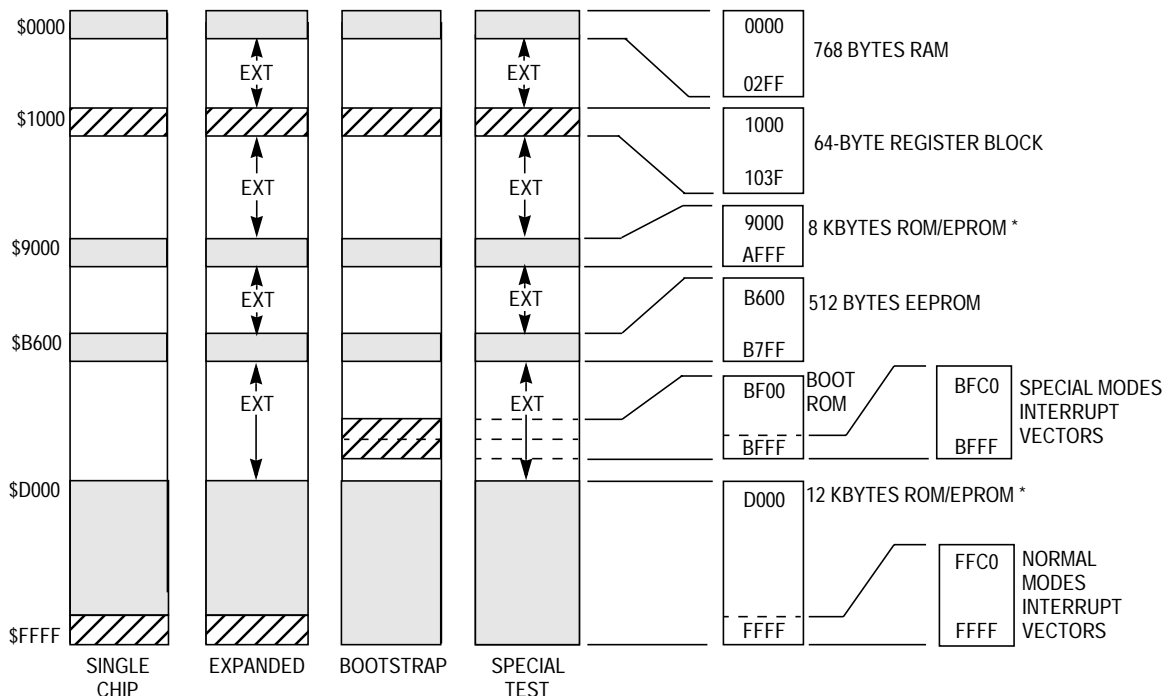 $0000
EXT
EXT
0000
768 BYTES RAM
02FF
$1000
1000
64-BYTE REGISTER BLOCK
103F
EXT
EXT
$9000
9000
8 KBYTES ROM/EPROM *
AFFF
EXT
EXT
B600
512 BYTES EEPROM
$B600
B7FF
EXT
EXT
BF00
BOOT
ROM
BFFF
BFC0
SPECIAL MODES
INTERRUPT
VECTORS
BFFF
$D000
D000
12 KBYTES ROM/EPROM *
FFC0
NORMAL
MODES
INTERRUPT
VECTORS
FFFF
$FFFF
FFFF
SINGLE
CHIP
EXPANDED
BOOTSTRAP
SPECIAL
TEST